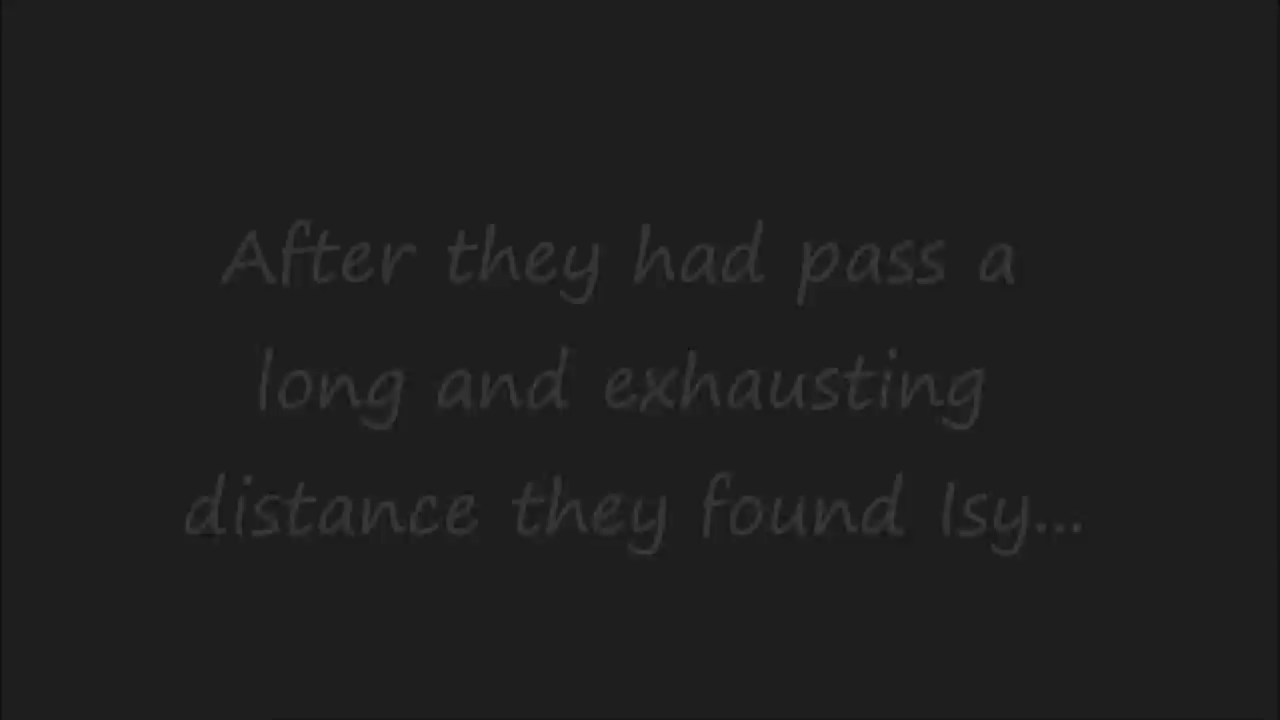 After they had pass a
long and exhausting
distance they found Isy...